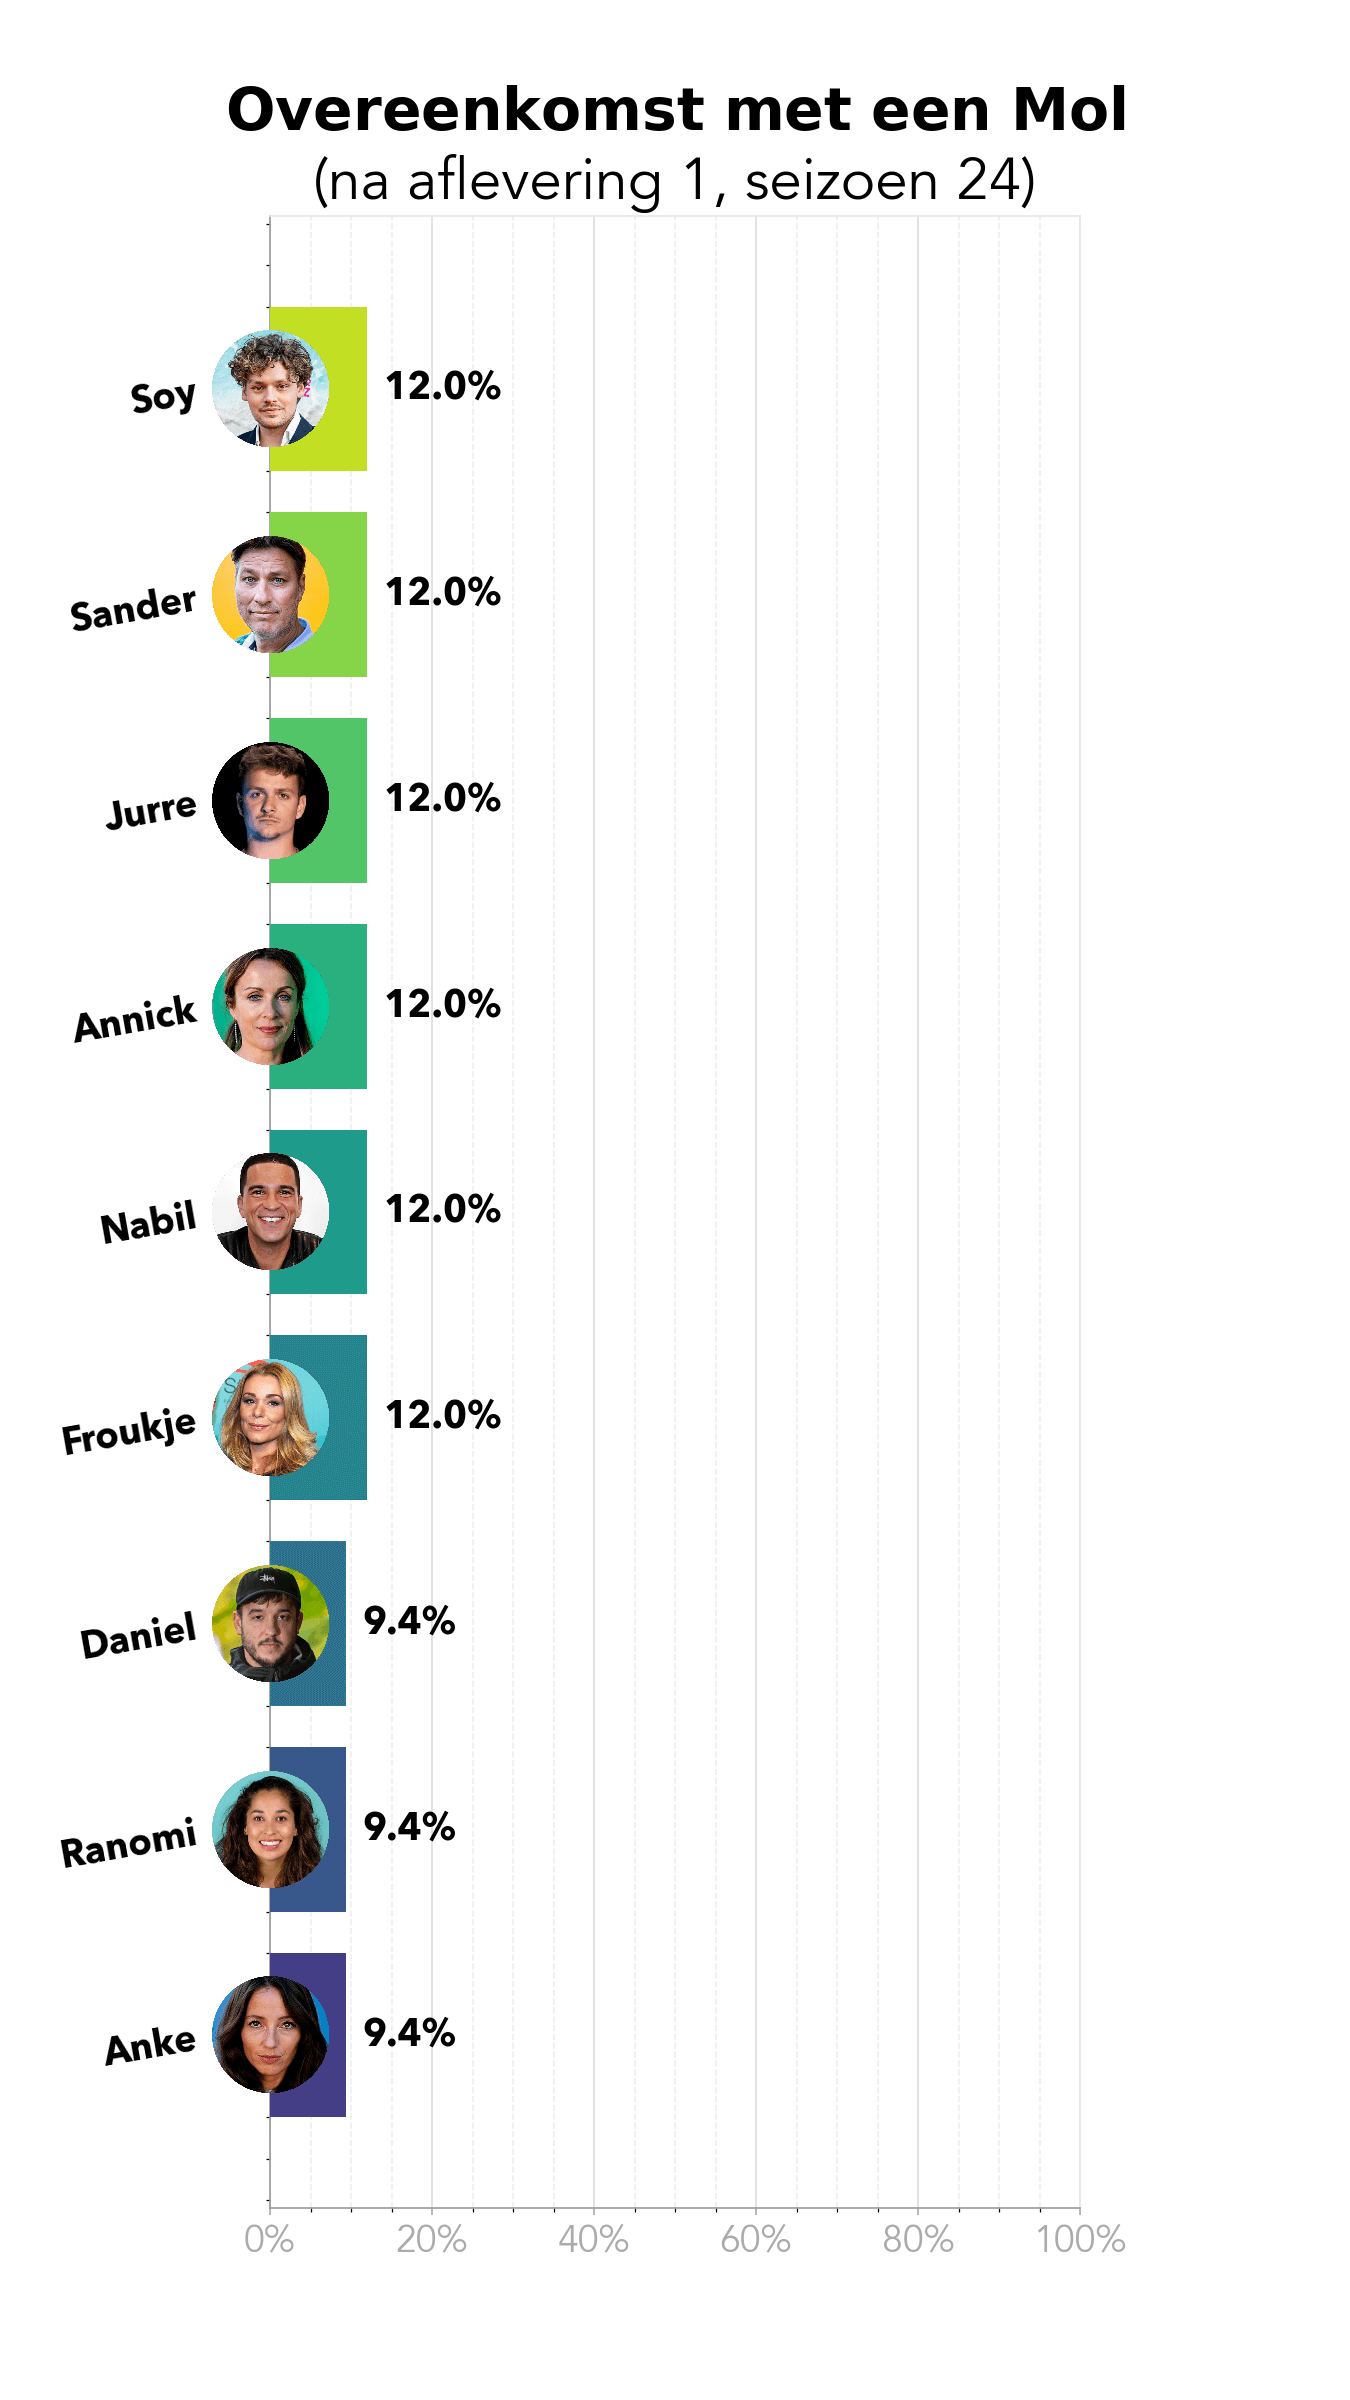 Overeenkomst met een Mol
(na aflevering 1, seizoen 24)
Soy 12.0%
Sander 12.0%
Jurre 12.0%
Annick 12.0%
Nabil 12.0%
Froukje 12.0%
Daniel 9.4%
Ranomi 9.4%
Anke 9.4%
0% 20% 40% 60% 80% 100%